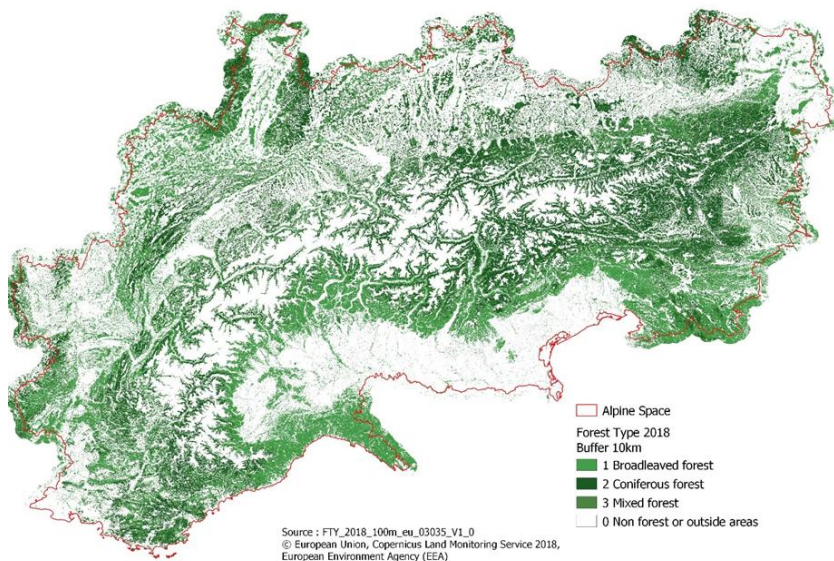 Alpine Space
Forest Type 2018
Buffer 10km
1 Broadleaved forest
2 Coniferous forest
3 Mixed forest
0 Non forest or outside areas
Source : FTY_2018_100m_eu_03035_V1_0
© European Union, Copernicus Land Monitoring Service 2018,
European Environment Agency (EEA)